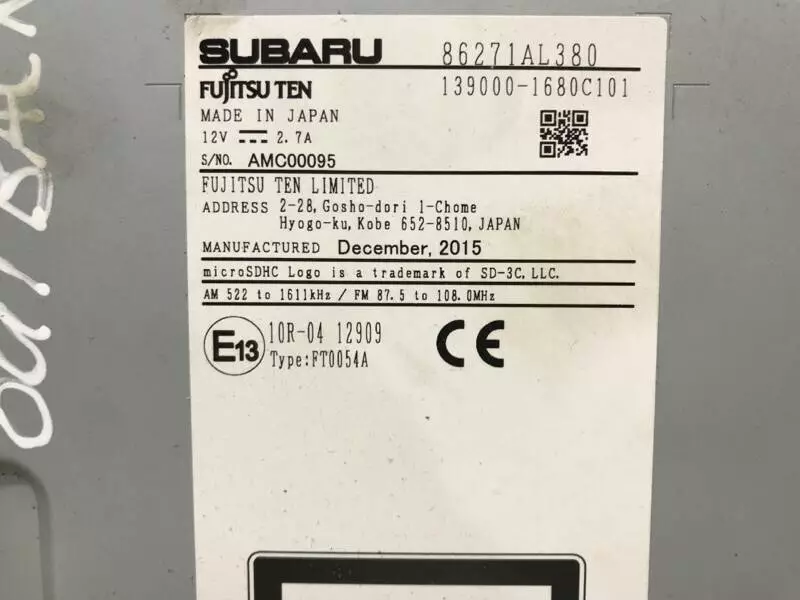 SUBARU 86271AL380
FUJITSU TEN 139000-1680C101
MADE IN JAPAN
12V 2.7A
S/NO. AMC00095
FUJITSU TEN LIMITED
ADDRESS 2-28, Gosho-dori 1-Chome
Hyogo-ku, Kobe 652-8510, JAPAN
MANUFACTURED December, 2015
microSDHC Logo is a trademark of SD-3C, LLC.
AM 522 to 1611kHz / FM 87.5 to 108.0MHz
E13 10R-04 12909
Type:FT0054A
CE
OUTBACK